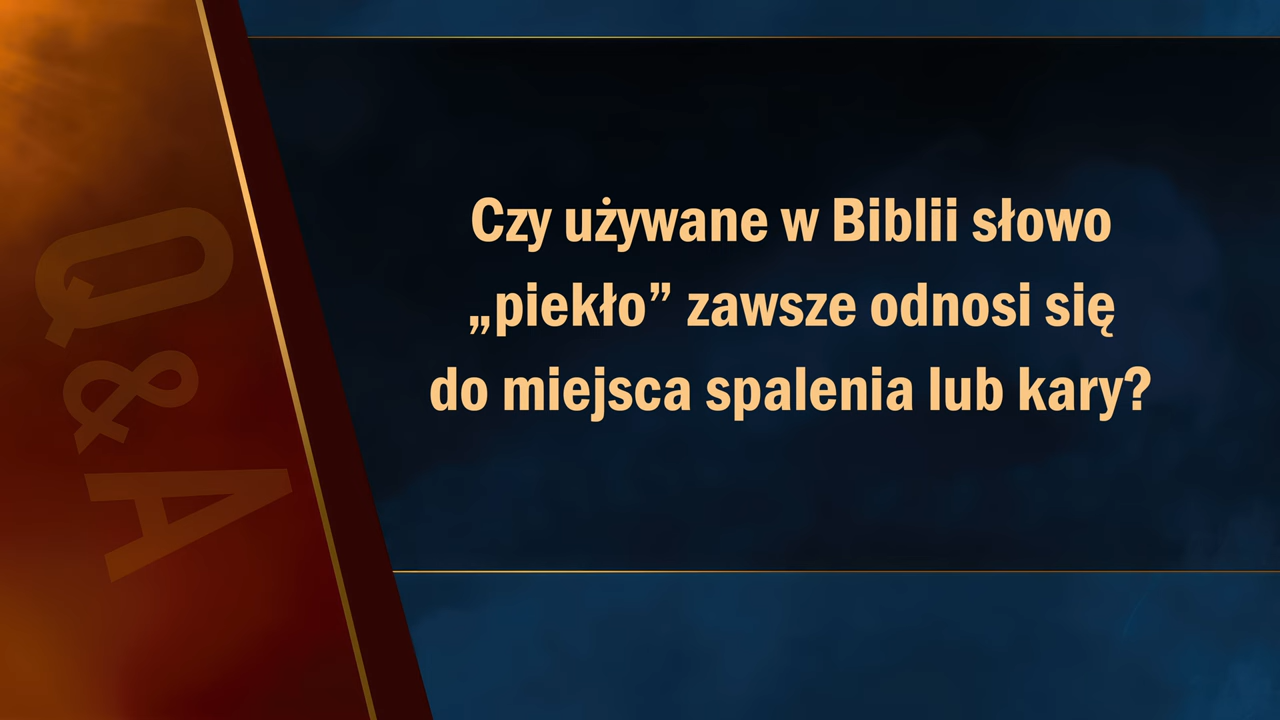 Q&A
Czy używane w Biblii słowo
„piekło” zawsze odnosi się
do miejsca spalenia lub kary?